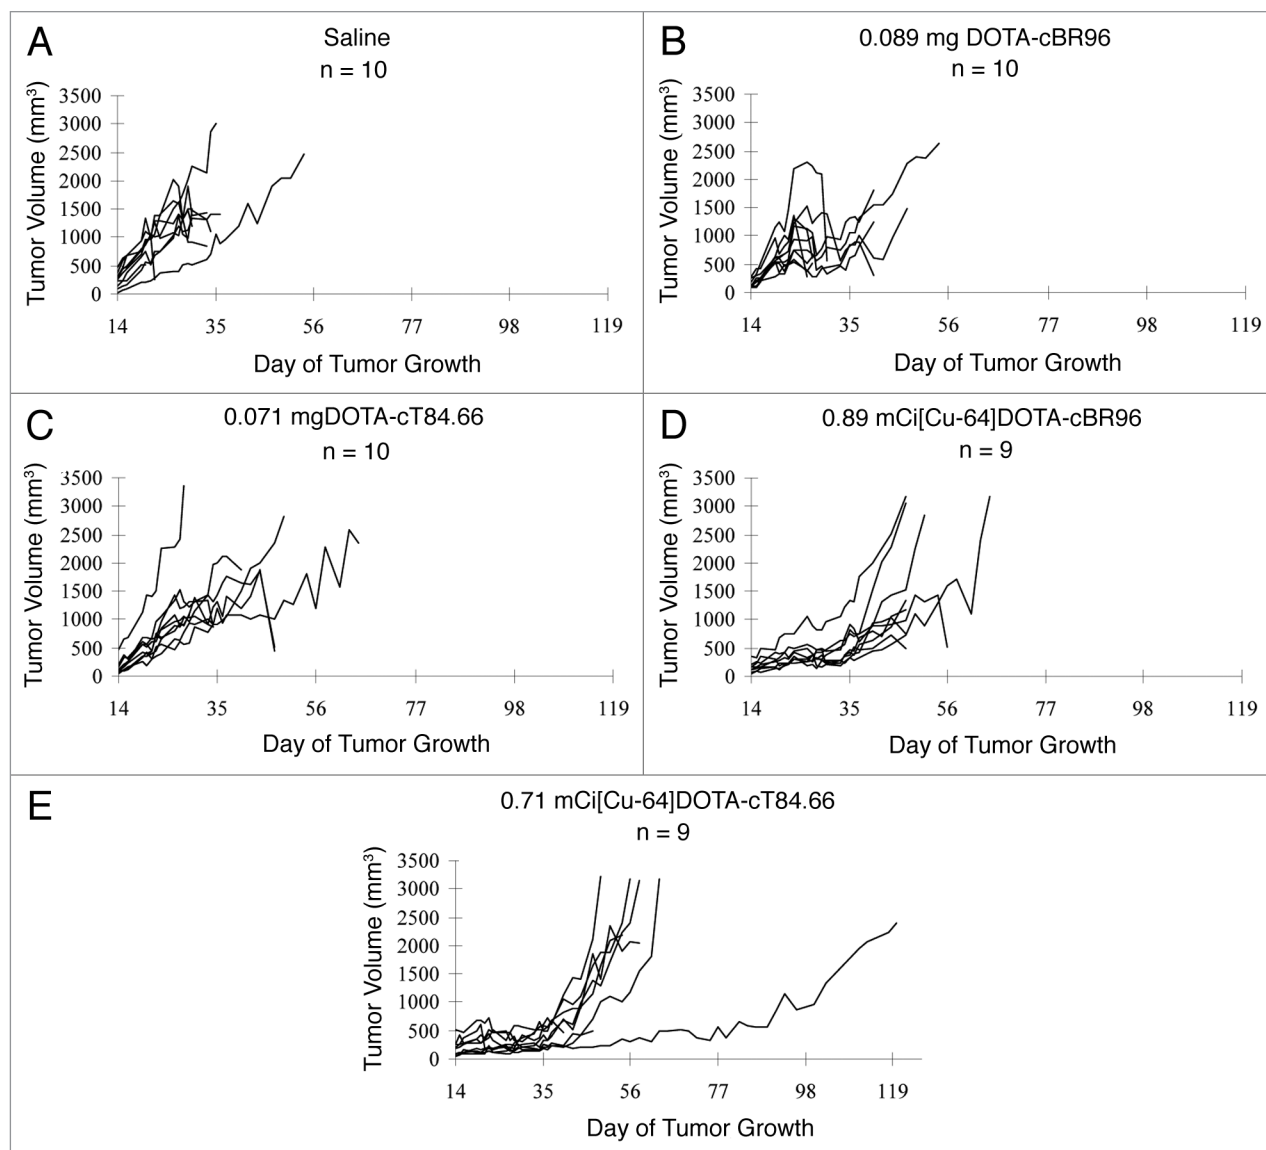 A
Saline
n = 10
Tumor Volume (mm³)
3500
3000
2500
2000
1500
1000
500
0
14 35 56 77 98 119
Day of Tumor Growth
B
0.089 mg DOTA-cBR96
n = 10
Tumor Volume (mm³)
3500
3000
2500
2000
1500
1000
500
0
14 35 56 77 98 119
Day of Tumor Growth
C
0.071 mgDOTA-cT84.66
n = 10
Tumor Volume (mm³)
3500
3000
2500
2000
1500
1000
500
0
14 35 56 77 98 119
Day of Tumor Growth
D
0.89 mCi[Cu-64]DOTA-cBR96
n = 9
Tumor Volume (mm³)
3500
3000
2500
2000
1500
1000
500
0
14 35 56 77 98 119
Day of Tumor Growth
E
0.71 mCi[Cu-64]DOTA-cT84.66
n = 9
Tumor Volume (mm³)
3500
3000
2500
2000
1500
1000
500
0
14 35 56 77 98 119
Day of Tumor Growth